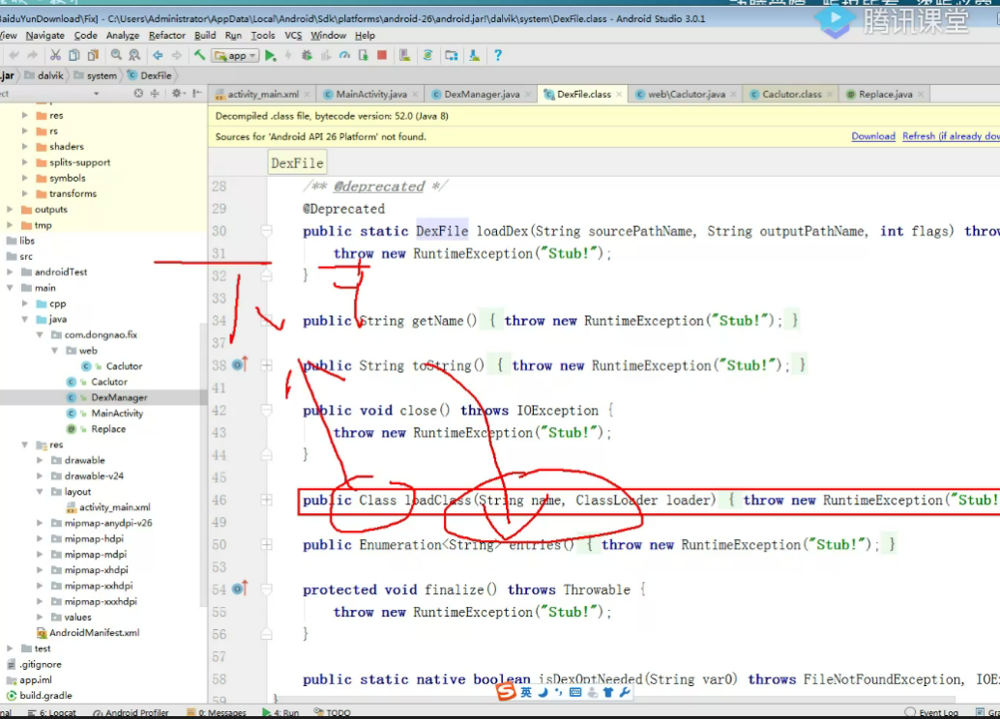 BaiduYunDownload\Fix] - C:\Users\Administrator\AppData\Local\Android\Sdk\platforms\android-26\android.jar!\dalvik\system\DexFile.class - Android Studio 3.0.1
腾讯课堂
View Navigate Code Analyze Refactor Build Run Tools VCS Window Help
app
.jar dalvik system DexFile
activity_main.xml MainActivity.java DexManager.java DexFile.class web\Caclutor.java Caclutor.class Replace.java
Decompiled .class file, bytecode version: 52.0 (Java 8)
Sources for 'Android API 26 Platform' not found. Download Refresh (if already dow
DexFile
res
rs
shaders
splits-support
symbols
transforms
outputs
tmp
libs
src
androidTest
main
cpp
java
com.dongnao.fix
web
Caclutor
Caclutor
DexManager
MainActivity
Replace
res
drawable
drawable-v24
layout
activity_main.xml
mipmap-anydpi-v26
mipmap-hdpi
mipmap-mdpi
mipmap-xhdpi
mipmap-xxhdpi
mipmap-xxxhdpi
values
AndroidManifest.xml
test
.gitignore
app.iml
build.gradle
28 /** @deprecated */
29 @Deprecated
30 public static DexFile loadDex(String sourcePathName, String outputPathName, int flags) throw
31 throw new RuntimeException("Stub!");
32 }
33
34 public String getName() { throw new RuntimeException("Stub!"); }
37
38 public String toString() { throw new RuntimeException("Stub!"); }
41
42 public void close() throws IOException {
43 throw new RuntimeException("Stub!");
44 }
45
46 public Class loadClass(String name, ClassLoader loader) { throw new RuntimeException("Stub!
49
50 public Enumeration<String> entries() { throw new RuntimeException("Stub!"); }
53
54 protected void finalize() throws Throwable {
55 throw new RuntimeException("Stub!");
56 }
57
58 public static native boolean isDexOptNeeded(String var0) throws FileNotFoundException, IOE
59 }
英
6: Logcat Android Profiler 0: Messages 4: Run TODO Event Log